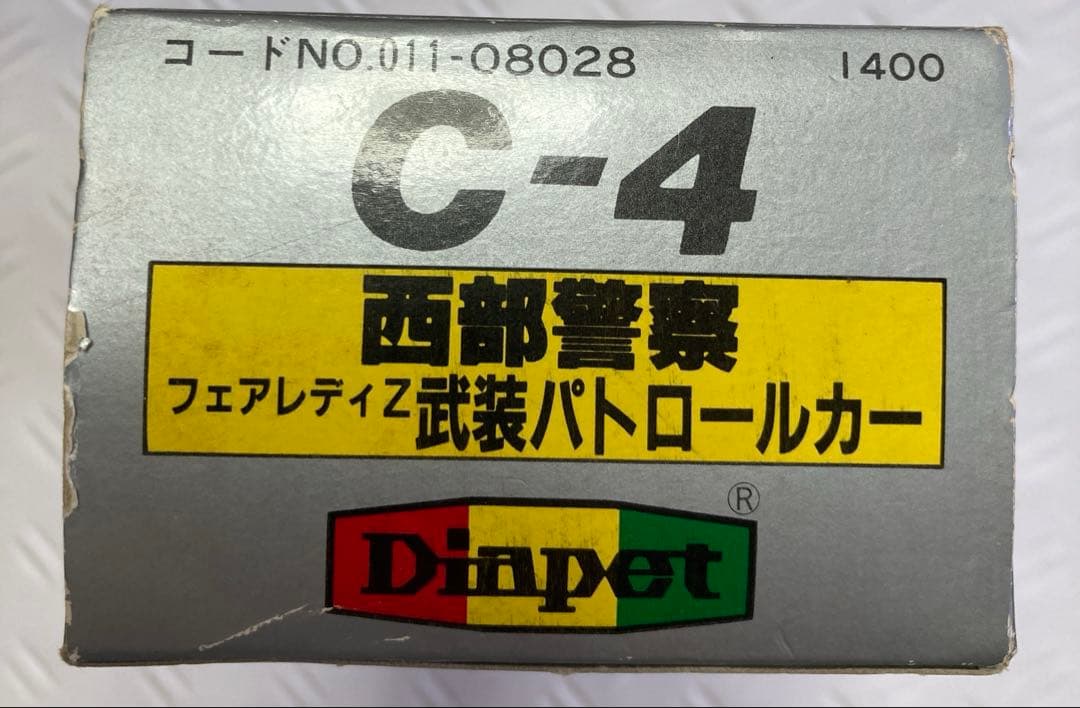 コードNO.011-08028 1400
C-4
西部警察
フェアレディZ武装パトロールカー
®
Diapet